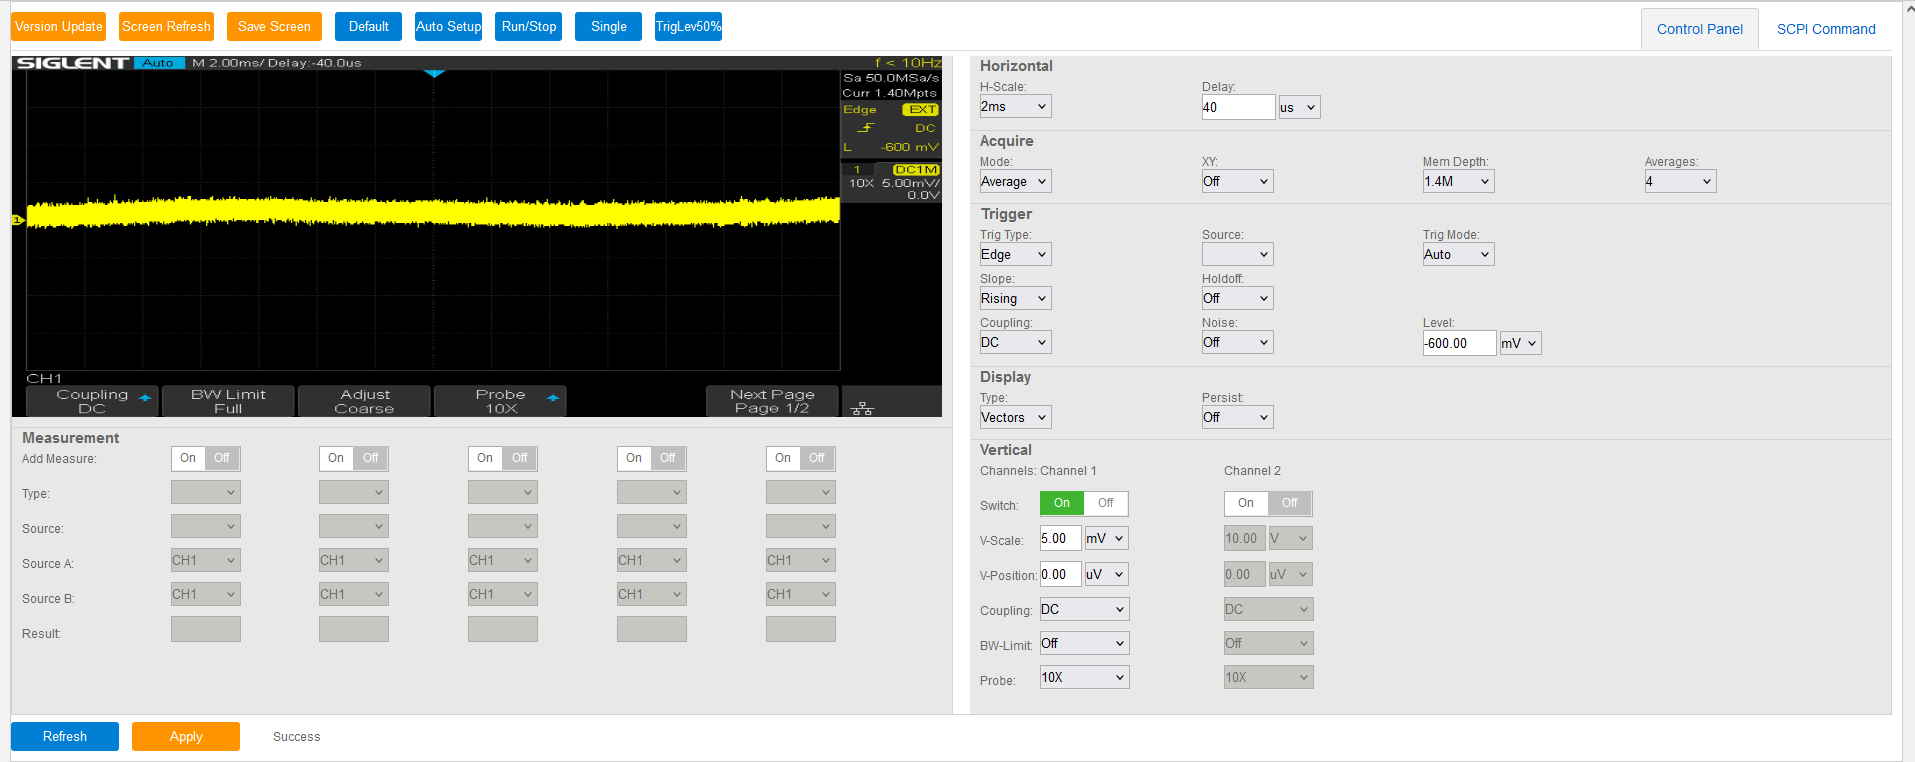 Version Update Screen Refresh Save Screen Default Auto Setup Run/Stop Single TrigLev50% Control Panel SCPI Command
SIGLENT Auto M 2.00ms/ Delay:-40.0us f < 10Hz
Sa 50.0MSa/s
Curr 1.40Mpts
Edge EXT
DC
L -600 mV
1 DC1M
10X 5.00mV/
0.0V
1
CH1
Coupling BW Limit Adjust Probe Next Page
DC Full Coarse 10X Page 1/2
Measurement
Add Measure: On Off On Off On Off On Off On Off
Type:
Source:
Source A: CH1 CH1 CH1 CH1 CH1
Source B: CH1 CH1 CH1 CH1 CH1
Result:
Horizontal
H-Scale: Delay:
2ms 40 us
Acquire
Mode: XY: Mem Depth: Averages:
Average Off 1.4M 4
Trigger
Trig Type: Source: Trig Mode:
Edge Auto
Slope: Holdoff:
Rising Off
Coupling: Noise: Level:
DC Off -600.00 mV
Display
Type: Persist:
Vectors Off
Vertical
Channels: Channel 1 Channel 2
Switch: On Off On Off
V-Scale: 5.00 mV 10.00 V
V-Position: 0.00 uV 0.00 uV
Coupling: DC DC
BW-Limit: Off Off
Probe: 10X 10X
Refresh Apply Success